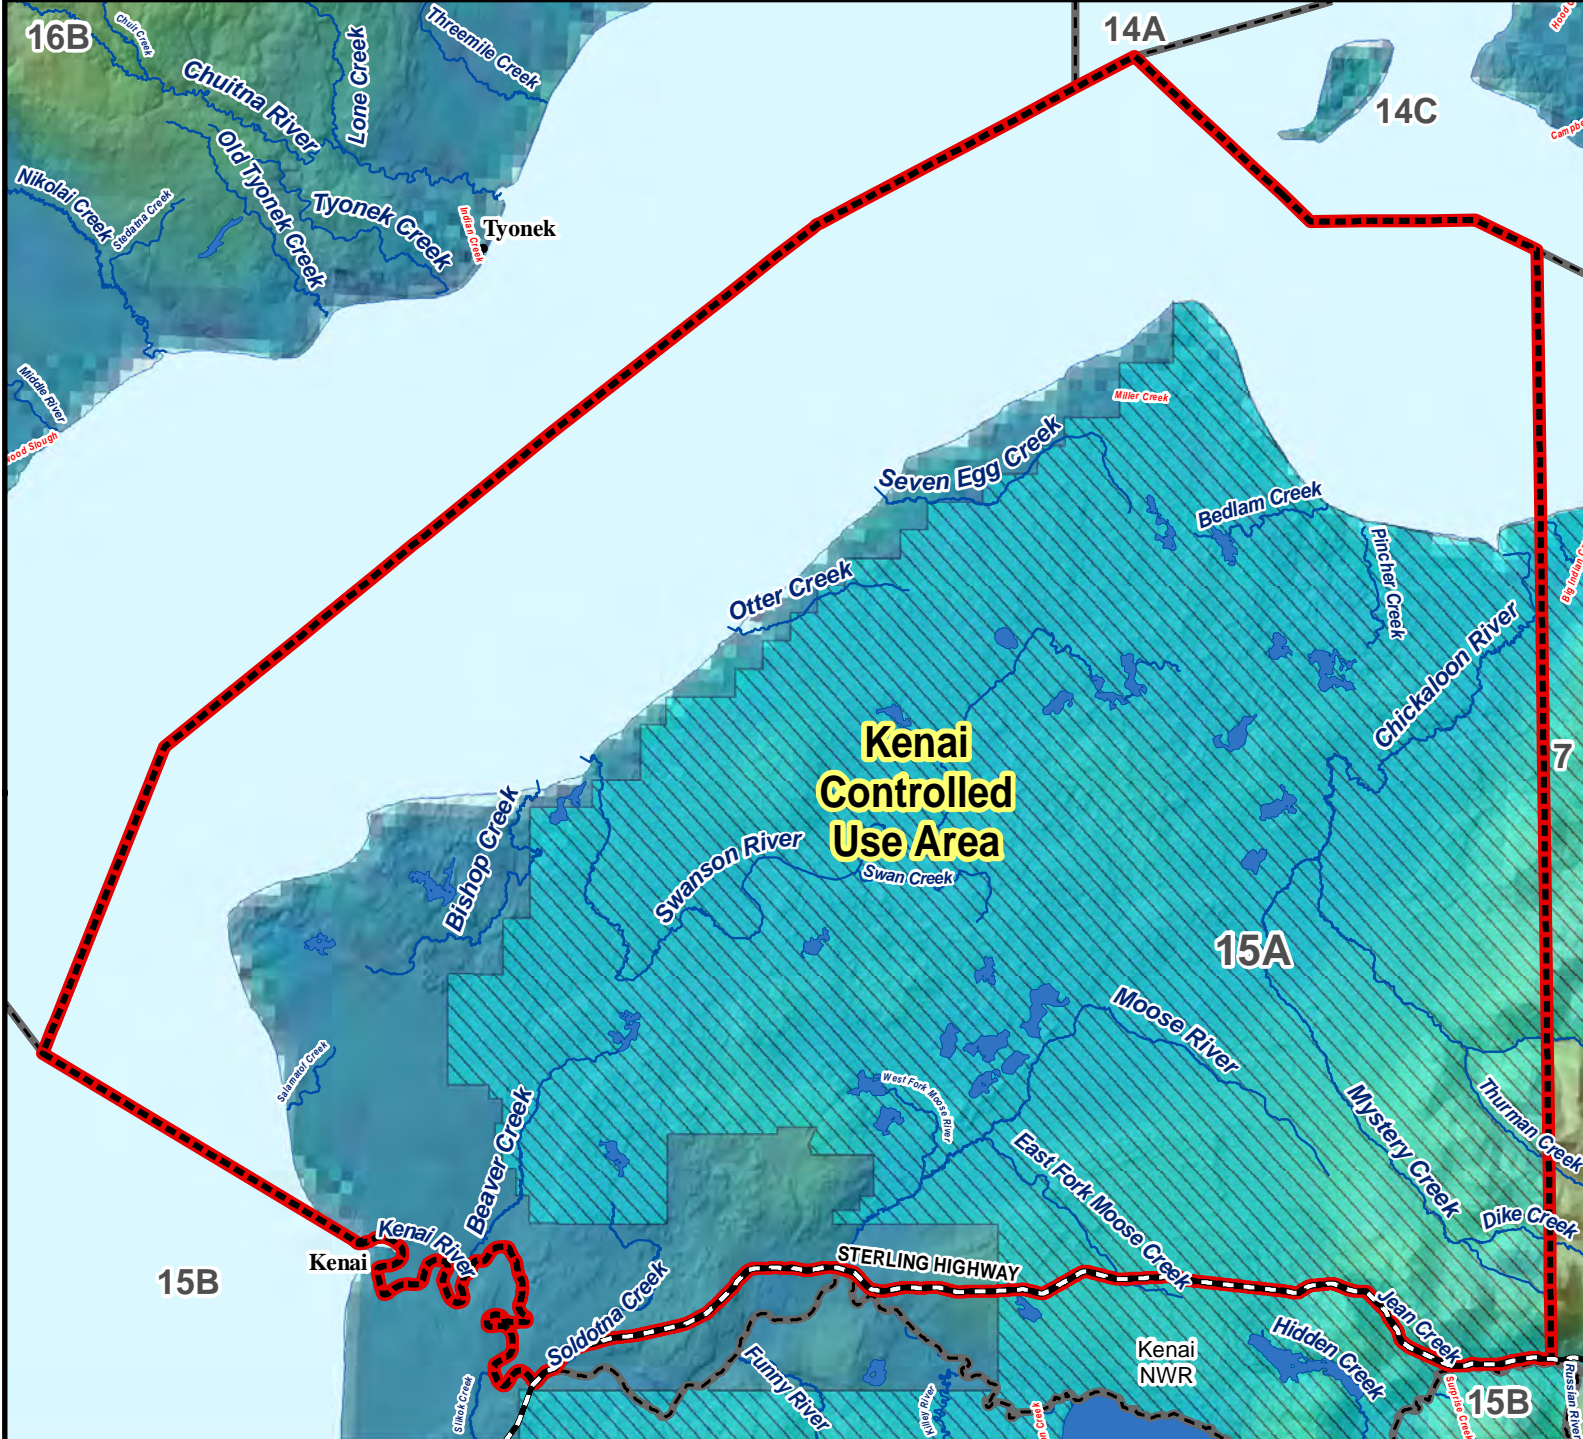 16B
Chuit Creek
Chuitna River
Lone Creek
Threemile Creek
14A
14C
Old Tyonek Creek
Tyonek Creek
Nikolai Creek
Stedatna Creek
Indian Creek
Tyonek
Middle River
Slough
Miller Creek
Seven Egg Creek
Bedlam Creek
Pincher Creek
Big Indian
Otter Creek
Chickaloon River
7
Kenai
Controlled
Use Area
Bishop Creek
Swanson River
Swan Creek
15A
Moose River
Salamatof Creek
West Fork Moose River
Beaver Creek
East Fork Moose Creek
Mystery Creek
Thurman Creek
Dike Creek
Kenai River
Kenai
15B
STERLING HIGHWAY
Soldotna Creek
Jean Creek
Hidden Creek
Kenai
NWR
Funny River
Slikok Creek
Killey River
Creek
Surprise Creek
15B
Russian River